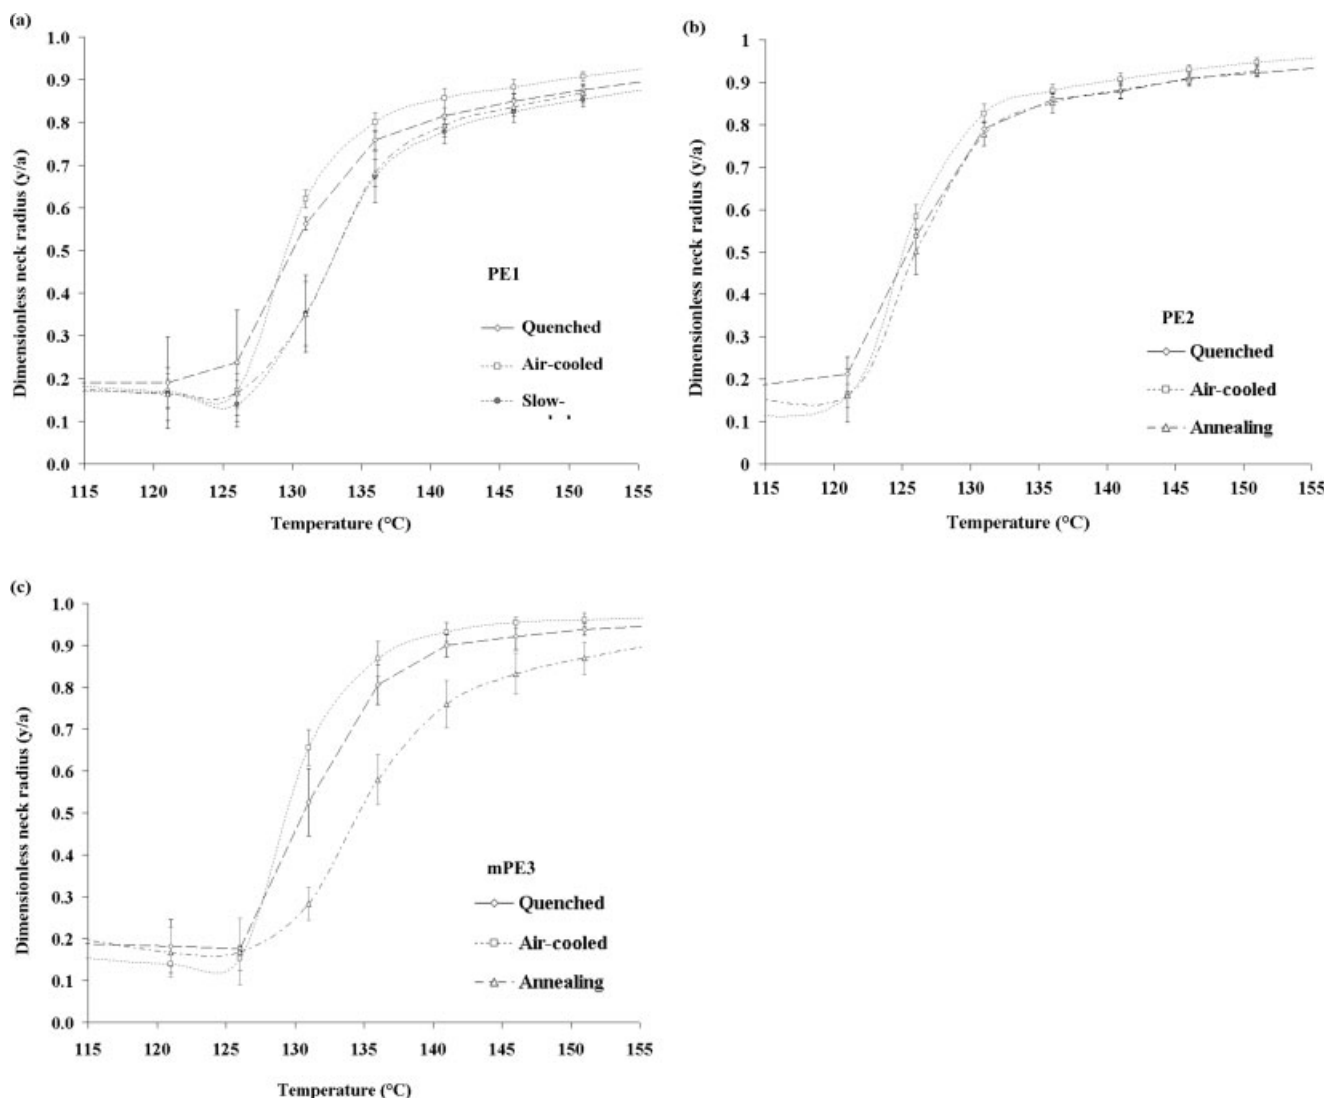 (a)
1.0
0.9
0.8
0.7
0.6
0.5
0.4
0.3
0.2
0.1
0.0
Dimensionless neck radius (y/a)
PE1
Quenched
Air-cooled
Slow-
115 120 125 130 135 140 145 150 155
Temperature (°C)
(b)
1
0.9
0.8
0.7
0.6
0.5
0.4
0.3
0.2
0.1
0
Dimensionless neck radius (y/a)
PE2
Quenched
Air-cooled
Annealing
115 120 125 130 135 140 145 150 155
Temperature (°C)
(c)
1.0
0.9
0.8
0.7
0.6
0.5
0.4
0.3
0.2
0.1
0.0
Dimensionless neck radius (y/a)
mPE3
Quenched
Air-cooled
Annealing
115 120 125 130 135 140 145 150 155
Temperature (°C)